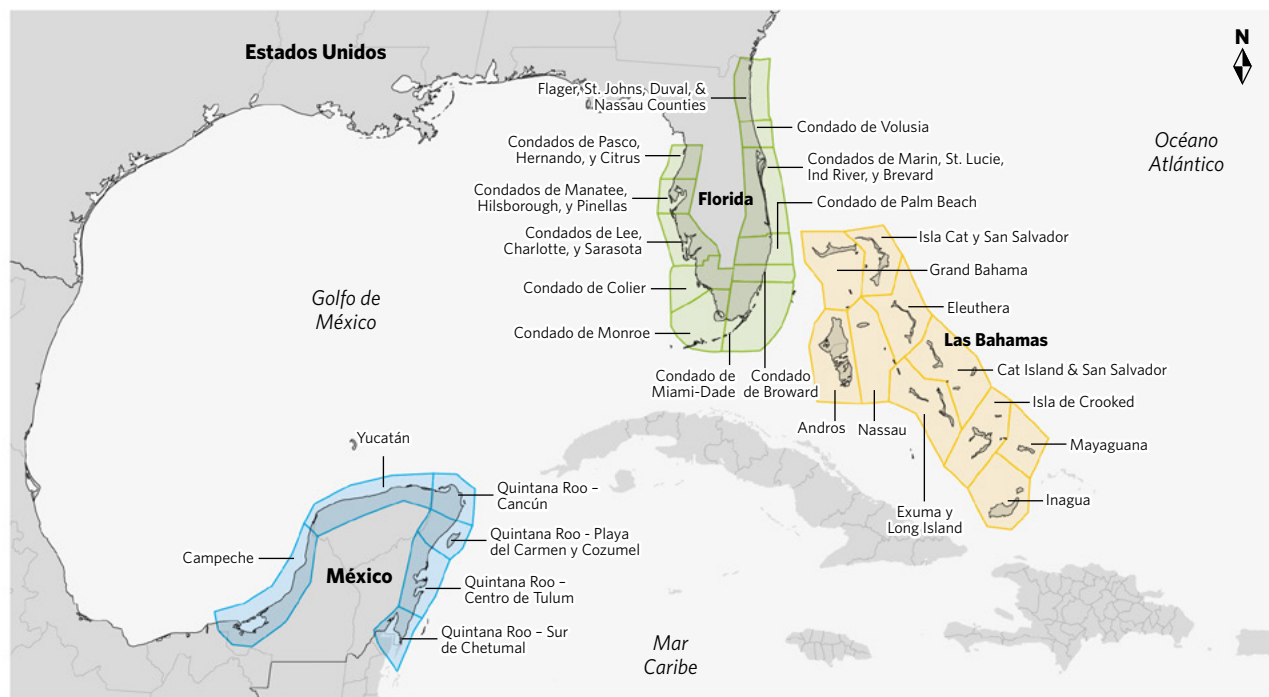 Estados Unidos
N
Flager, St. Johns, Duval, &
Nassau Counties
Condado de Volusia
Océano
Atlántico
Condados de Pasco,
Hernando, y Citrus
Condados de Marin, St. Lucie,
Ind River, y Brevard
Condados de Manatee,
Hilsborough, y Pinellas
Florida
Condado de Palm Beach
Condados de Lee,
Charlotte, y Sarasota
Isla Cat y San Salvador
Grand Bahama
Golfo de
México
Condado de Colier
Eleuthera
Condado de Monroe
Las Bahamas
Condado de
Miami-Dade
Condado
de Broward
Cat Island & San Salvador
Isla de Crooked
Andros
Nassau
Mayaguana
Yucatán
Quintana Roo – 
Cancún
Exuma y
Long Island
Inagua
Quintana Roo - Playa
del Carmen y Cozumel
Campeche
México
Quintana Roo –
Centro de Tulum
Quintana Roo – Sur
de Chetumal
Mar
Caribe